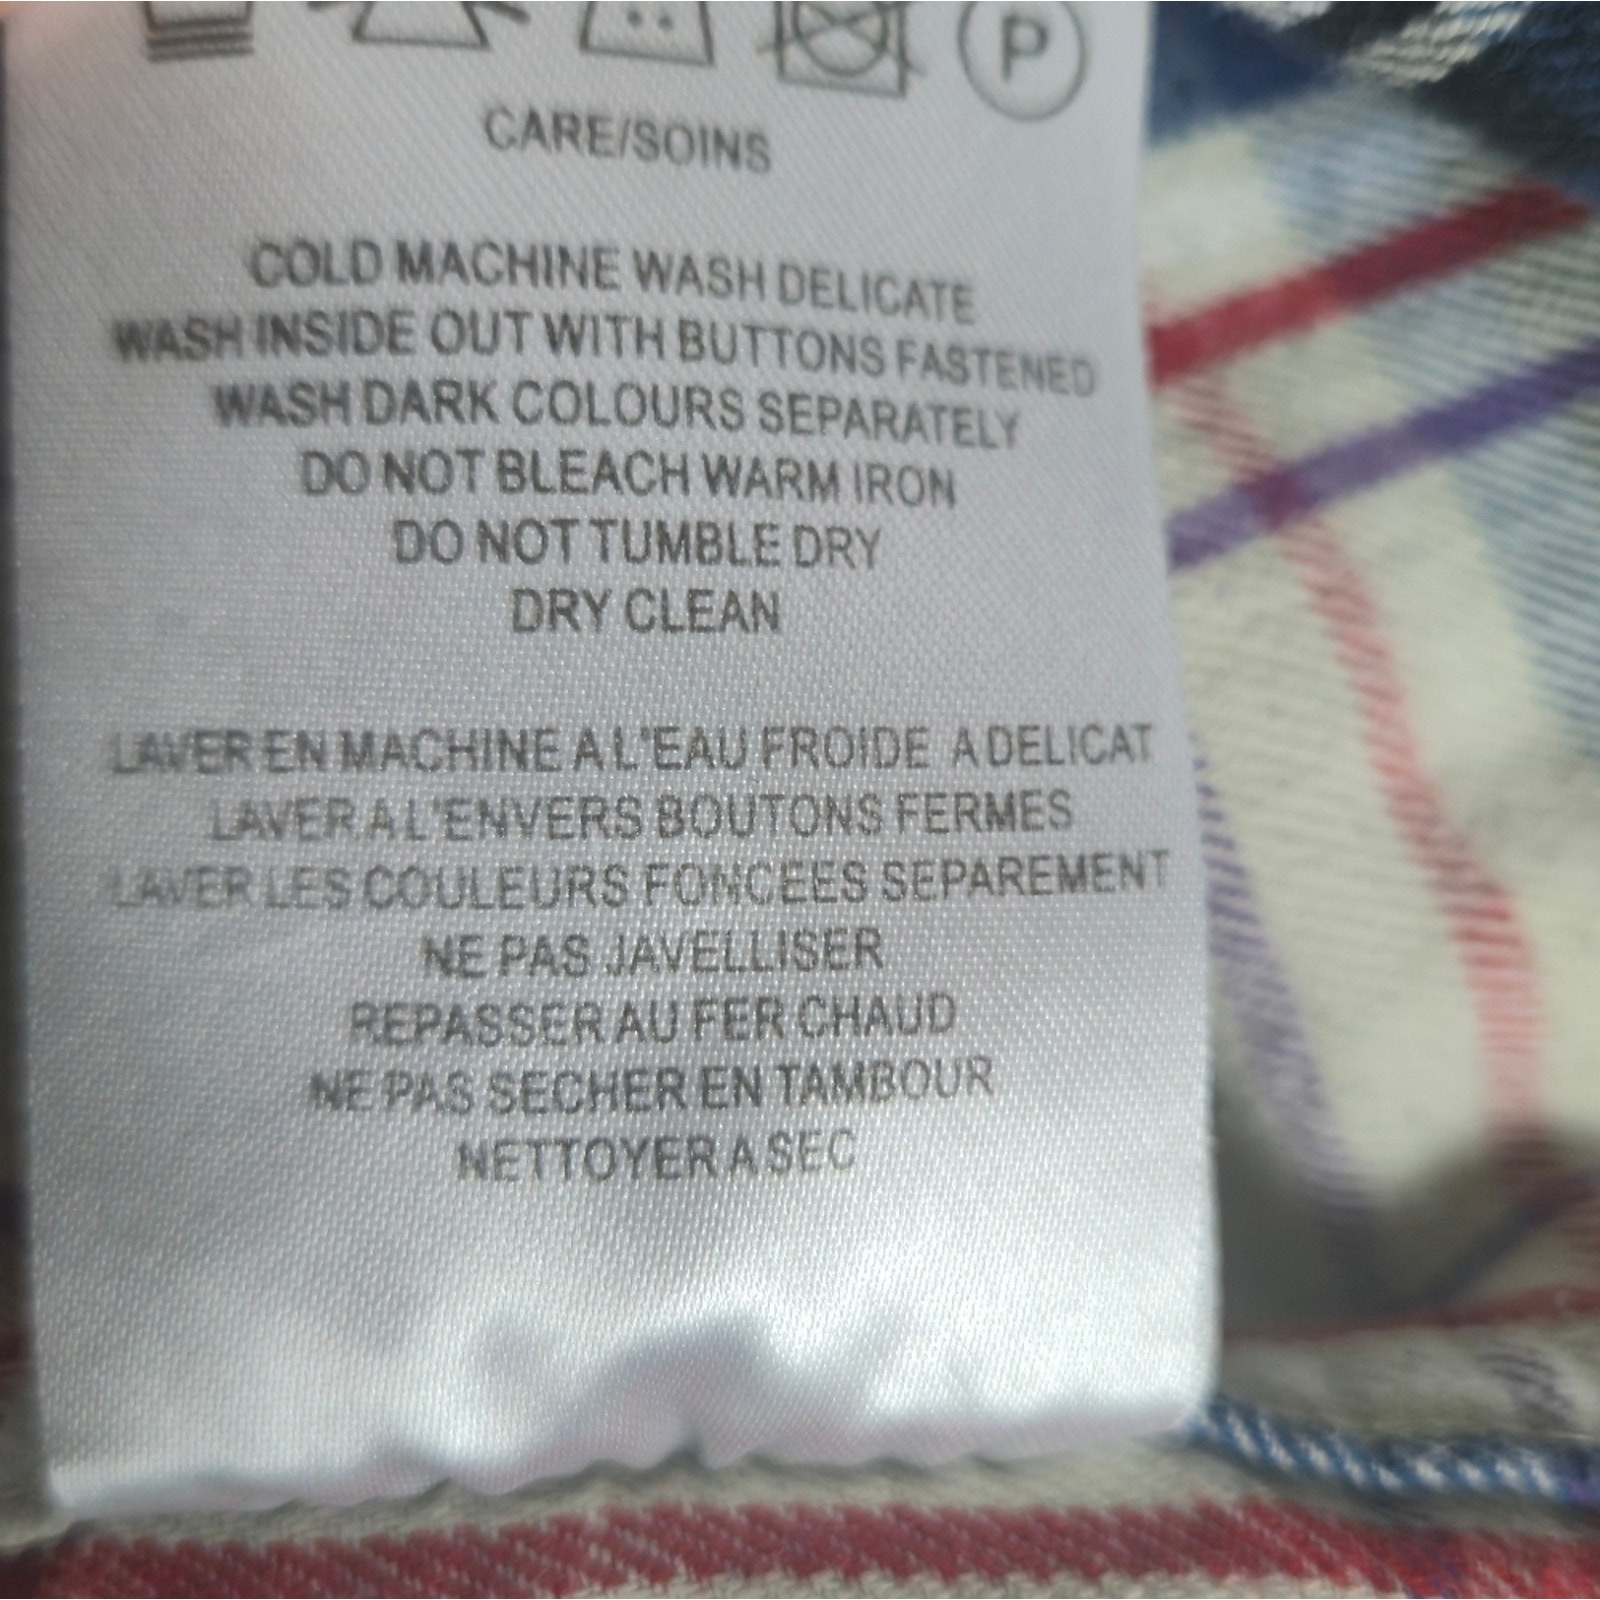 P
CARE/SOINS
COLD MACHINE WASH DELICATE
WASH INSIDE OUT WITH BUTTONS FASTENED
WASH DARK COLOURS SEPARATELY
DO NOT BLEACH WARM IRON
DO NOT TUMBLE DRY
DRY CLEAN
LAVER EN MACHINE A L'EAU FROIDE A DELICAT
LAVER A L'ENVERS BOUTONS FERMES
LAVER LES COULEURS FONCEES SEPAREMENT
NE PAS JAVELLISER
REPASSER AU FER CHAUD
NE PAS SECHER EN TAMBOUR
NETTOYER A SEC